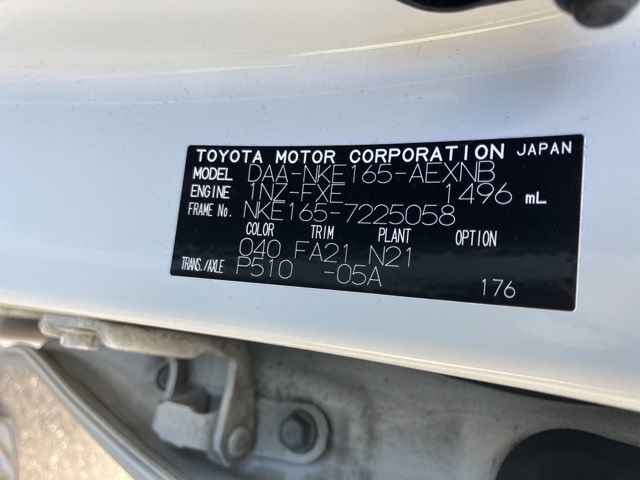 TOYOTA MOTOR CORPORATION JAPAN
MODEL DAA-NKE165-AEXNB
ENGINE 1NZ-FXE 1496 mL
FRAME No. NKE165-7225058
COLOR TRIM PLANT OPTION
040 FA21 N21
TRANS./AXLE P510 -05A
176